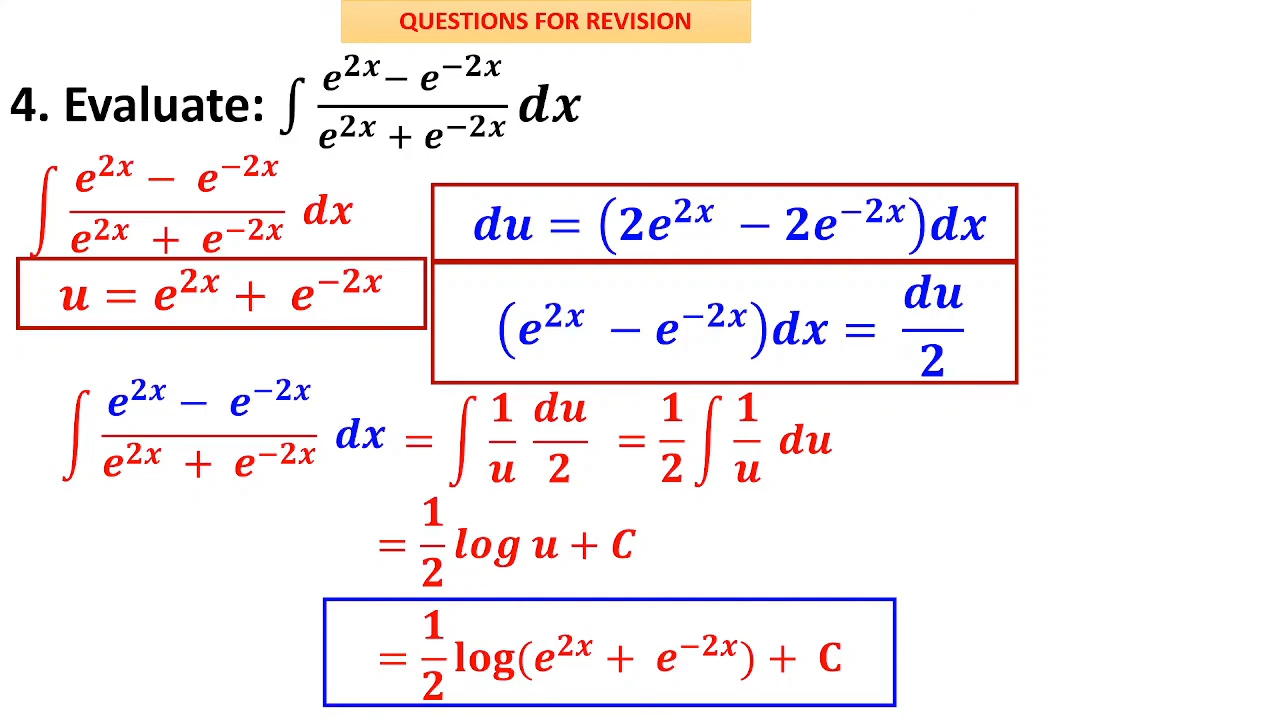 QUESTIONS FOR REVISION
4. Evaluate: ∫ (e^{2x} − e^{−2x})/(e^{2x} + e^{−2x}) dx
∫ (e^{2x} − e^{−2x})/(e^{2x} + e^{−2x}) dx
u = e^{2x} + e^{−2x}
du = (2e^{2x} − 2e^{−2x})dx
(e^{2x} − e^{−2x})dx = du/2
∫ (e^{2x} − e^{−2x})/(e^{2x} + e^{−2x}) dx = ∫ 1/u du/2 = 1/2 ∫ 1/u du
= 1/2 log u + C
= 1/2 log(e^{2x} + e^{−2x}) + C